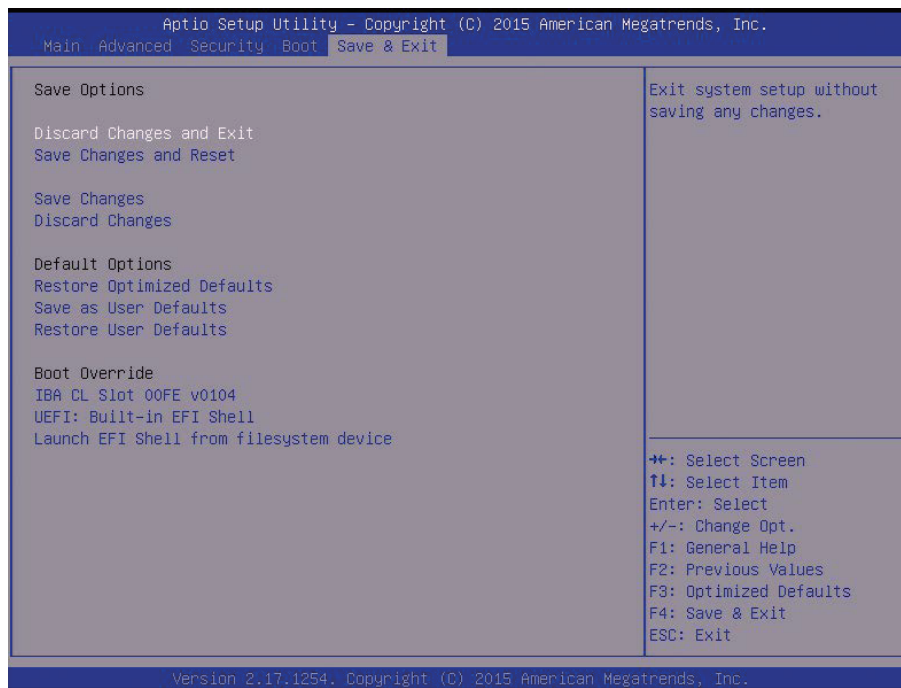 Aptio Setup Utility – Copyright (C) 2015 American Megatrends, Inc.
Main Advanced Security Boot Save & Exit
Save Options
Discard Changes and Exit
Save Changes and Reset
Save Changes
Discard Changes
Default Options
Restore Optimized Defaults
Save as User Defaults
Restore User Defaults
Boot Override
IBA CL Slot 00FE v0104
UEFI: Built-in EFI Shell
Launch EFI Shell from filesystem device
Exit system setup without
saving any changes.
→←: Select Screen
↑↓: Select Item
Enter: Select
+/-: Change Opt.
F1: General Help
F2: Previous Values
F3: Optimized Defaults
F4: Save & Exit
ESC: Exit
Version 2.17.1254. Copyright (C) 2015 American Megatrends, Inc.